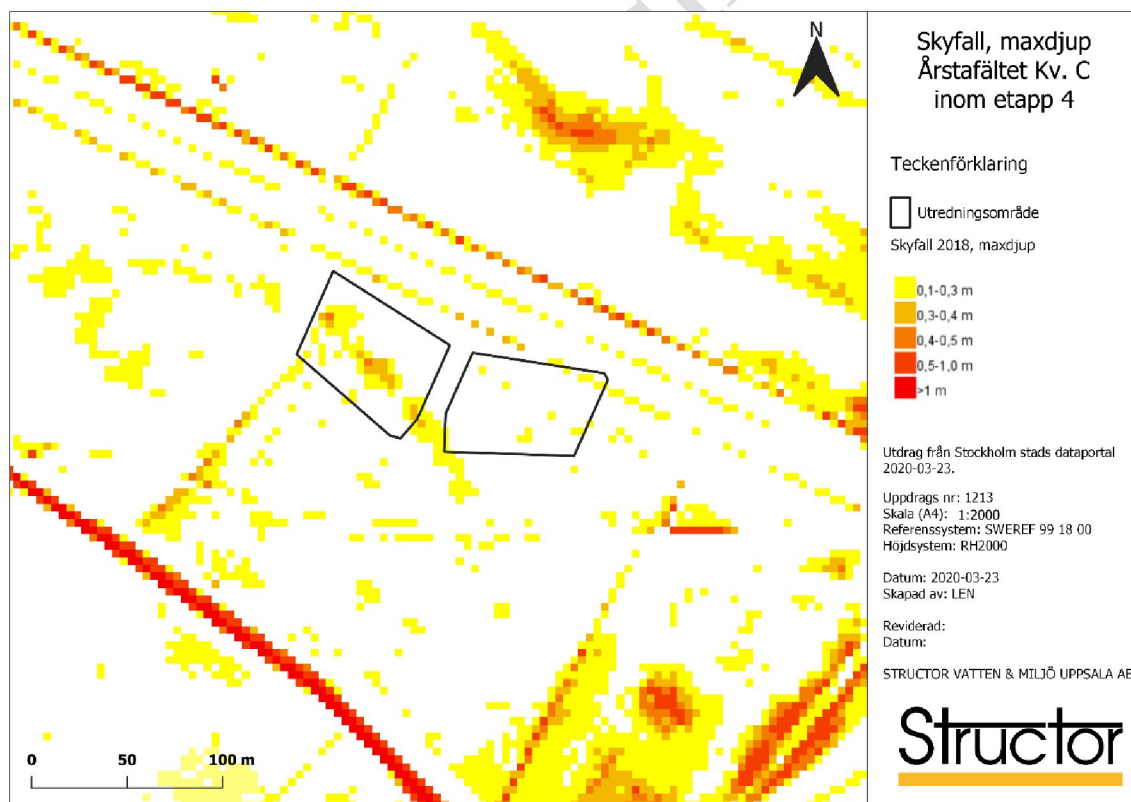 N
0 50 100 m
Skyfall, maxdjup
Årstafältet Kv. C
inom etapp 4
Teckenförklaring
Utredningsområde
Skyfall 2018, maxdjup
0,1-0,3 m
0,3-0,4 m
0,4-0,5 m
0,5-1,0 m
>1 m
Utdrag från Stockholm stads dataportal
2020-03-23.
Uppdrags nr: 1213
Skala (A4): 1:2000
Referenssystem: SWEREF 99 18 00
Höjdsystem: RH2000
Datum: 2020-03-23
Skapad av: LEN
Reviderad:
Datum:
STRUCTOR VATTEN & MILJÖ UPPSALA AB
Structor